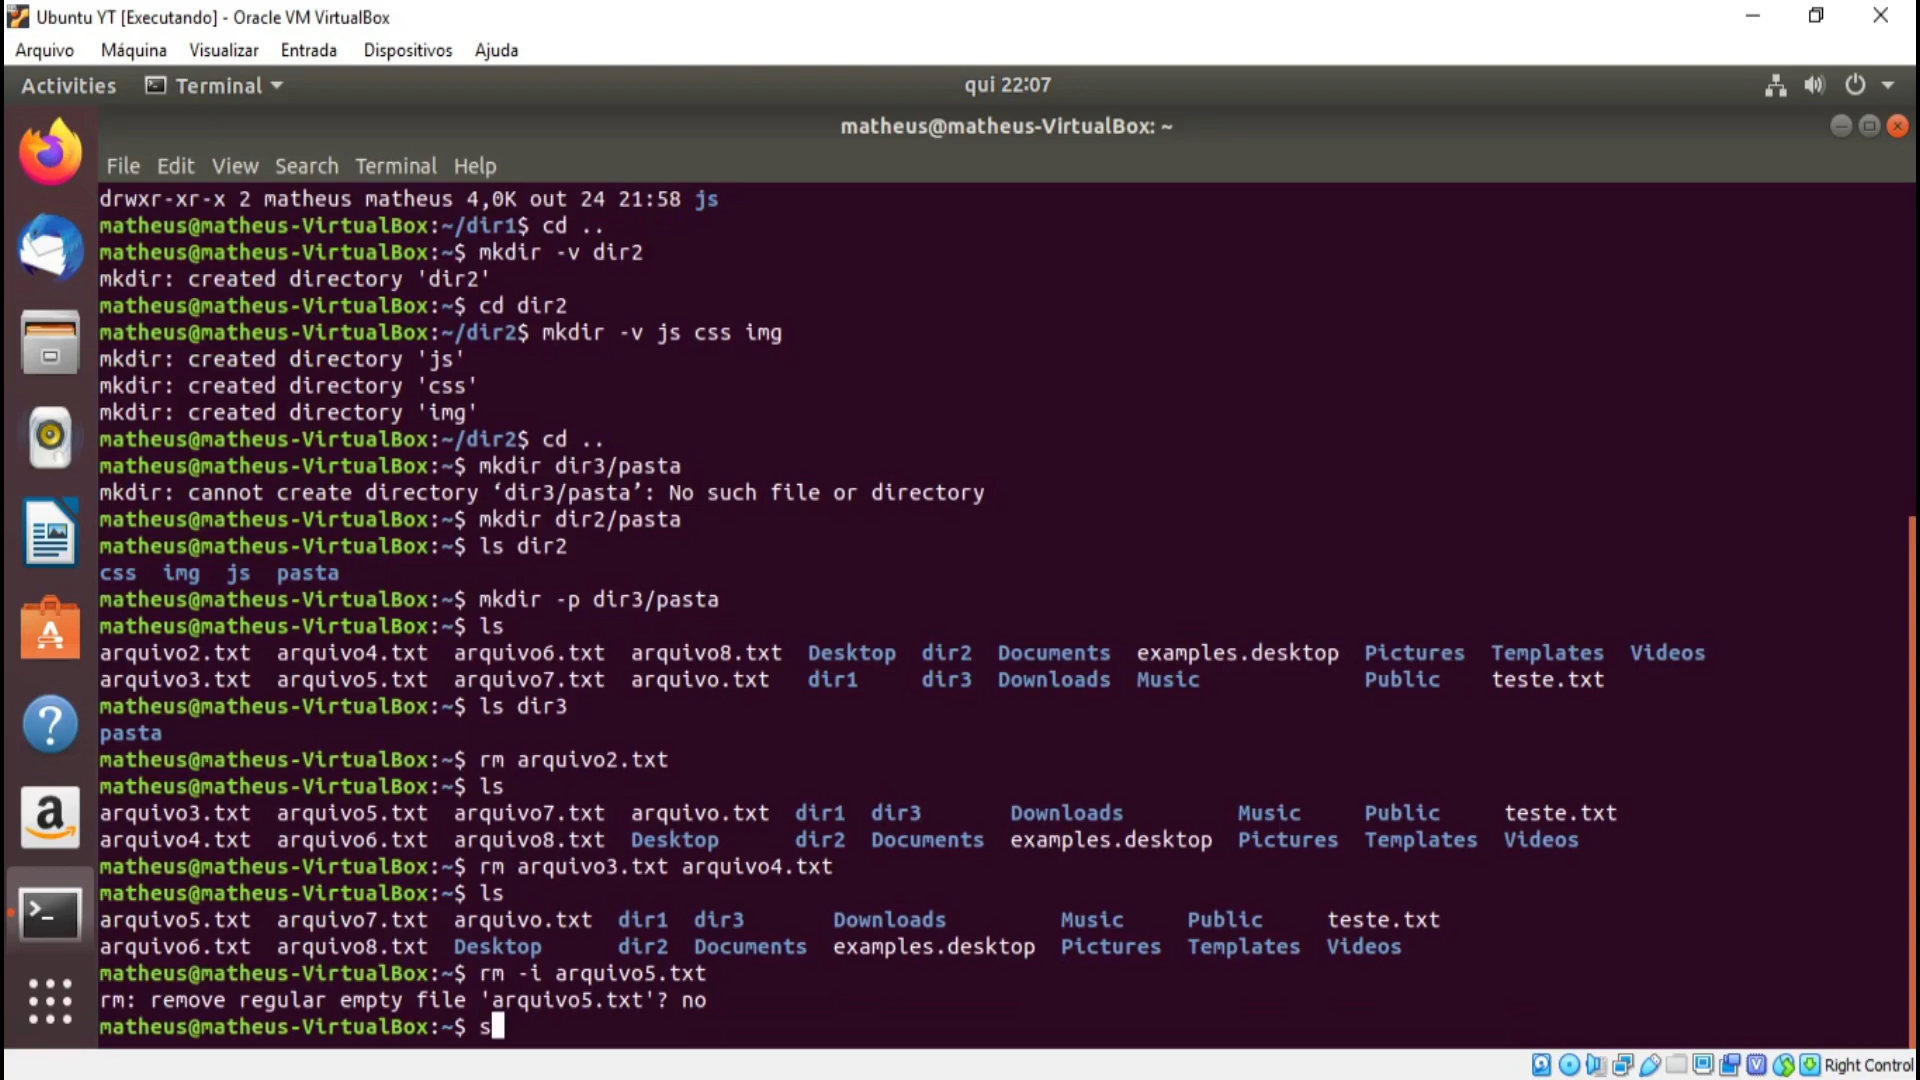 Ubuntu YT [Executando] - Oracle VM VirtualBox
Arquivo Máquina Visualizar Entrada Dispositivos Ajuda
Activities Terminal qui 22:07
matheus@matheus-VirtualBox: ~
File Edit View Search Terminal Help
drwxr-xr-x 2 matheus matheus 4,0K out 24 21:58 js
matheus@matheus-VirtualBox:~/dir1$ cd ..
matheus@matheus-VirtualBox:~$ mkdir -v dir2
mkdir: created directory 'dir2'
matheus@matheus-VirtualBox:~$ cd dir2
matheus@matheus-VirtualBox:~/dir2$ mkdir -v js css img
mkdir: created directory 'js'
mkdir: created directory 'css'
mkdir: created directory 'img'
matheus@matheus-VirtualBox:~/dir2$ cd ..
matheus@matheus-VirtualBox:~$ mkdir dir3/pasta
mkdir: cannot create directory ‘dir3/pasta’: No such file or directory
matheus@matheus-VirtualBox:~$ mkdir dir2/pasta
matheus@matheus-VirtualBox:~$ ls dir2
css img js pasta
matheus@matheus-VirtualBox:~$ mkdir -p dir3/pasta
matheus@matheus-VirtualBox:~$ ls
arquivo2.txt arquivo4.txt arquivo6.txt arquivo8.txt Desktop dir2 Documents examples.desktop Pictures Templates Videos
arquivo3.txt arquivo5.txt arquivo7.txt arquivo.txt dir1 dir3 Downloads Music Public teste.txt
matheus@matheus-VirtualBox:~$ ls dir3
pasta
matheus@matheus-VirtualBox:~$ rm arquivo2.txt
matheus@matheus-VirtualBox:~$ ls
arquivo3.txt arquivo5.txt arquivo7.txt arquivo.txt dir1 dir3 Downloads Music Public teste.txt
arquivo4.txt arquivo6.txt arquivo8.txt Desktop dir2 Documents examples.desktop Pictures Templates Videos
matheus@matheus-VirtualBox:~$ rm arquivo3.txt arquivo4.txt
matheus@matheus-VirtualBox:~$ ls
arquivo5.txt arquivo7.txt arquivo.txt dir1 dir3 Downloads Music Public teste.txt
arquivo6.txt arquivo8.txt Desktop dir2 Documents examples.desktop Pictures Templates Videos
matheus@matheus-VirtualBox:~$ rm -i arquivo5.txt
rm: remove regular empty file 'arquivo5.txt'? no
matheus@matheus-VirtualBox:~$ s
Right Control